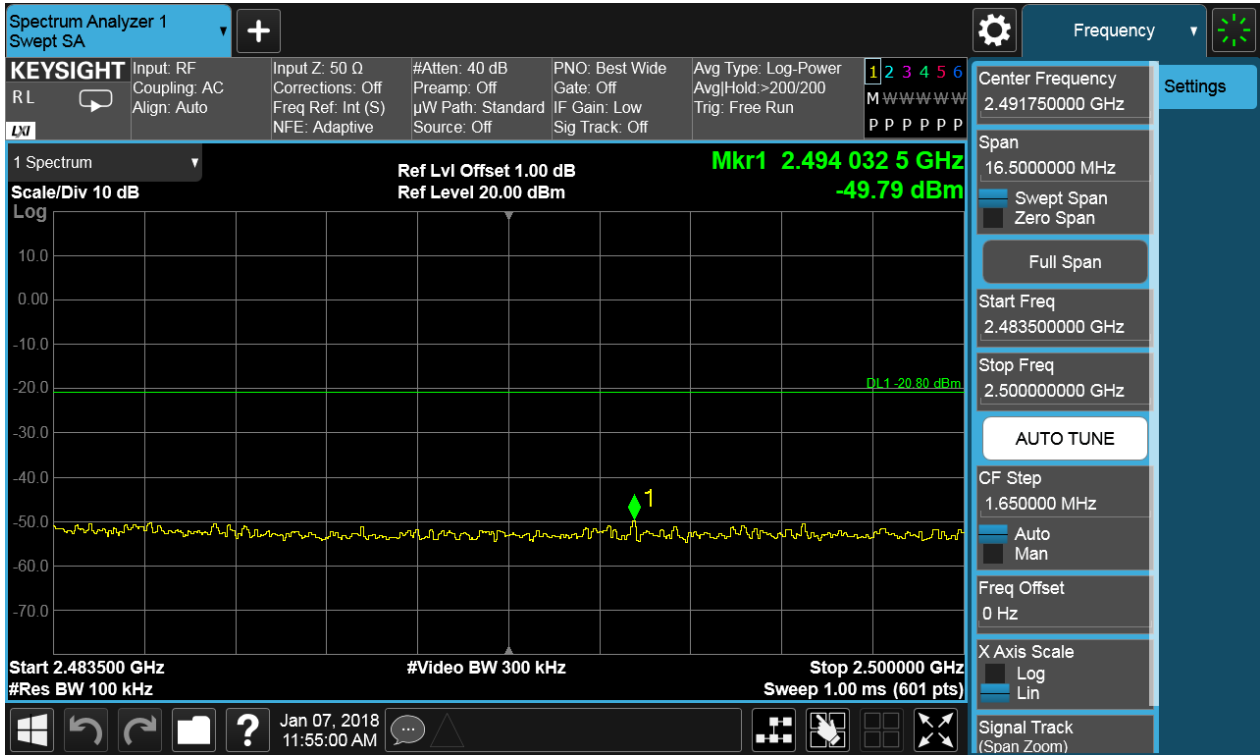 Spectrum Analyzer 1
Swept SA
+
Frequency
KEYSIGHT
RL
LXI
Input: RF
Coupling: AC
Align: Auto
Input Z: 50 Ω
Corrections: Off
Freq Ref: Int (S)
NFE: Adaptive
#Atten: 40 dB
Preamp: Off
µW Path: Standard
Source: Off
PNO: Best Wide
Gate: Off
IF Gain: Low
Sig Track: Off
Avg Type: Log-Power
Avg|Hold:>200/200
Trig: Free Run
1 2 3 4 5 6
M W W W W W
P P P P P P
1 Spectrum
Scale/Div 10 dB
Log
Ref Lvl Offset 1.00 dB
Ref Level 20.00 dBm
Mkr1 2.494 032 5 GHz
-49.79 dBm
10.0
0.00
-10.0
-20.0
-30.0
-40.0
-50.0
-60.0
-70.0
DL1 -20.80 dBm
1
Start 2.483500 GHz
#Res BW 100 kHz
#Video BW 300 kHz
Stop 2.500000 GHz
Sweep 1.00 ms (601 pts)
Center Frequency
2.491750000 GHz
Span
16.5000000 MHz
Swept Span
Zero Span
Full Span
Start Freq
2.483500000 GHz
Stop Freq
2.500000000 GHz
AUTO TUNE
CF Step
1.650000 MHz
Auto
Man
Freq Offset
0 Hz
X Axis Scale
Log
Lin
Signal Track
(Span Zoom)
Settings
?
Jan 07, 2018
11:55:00 AM